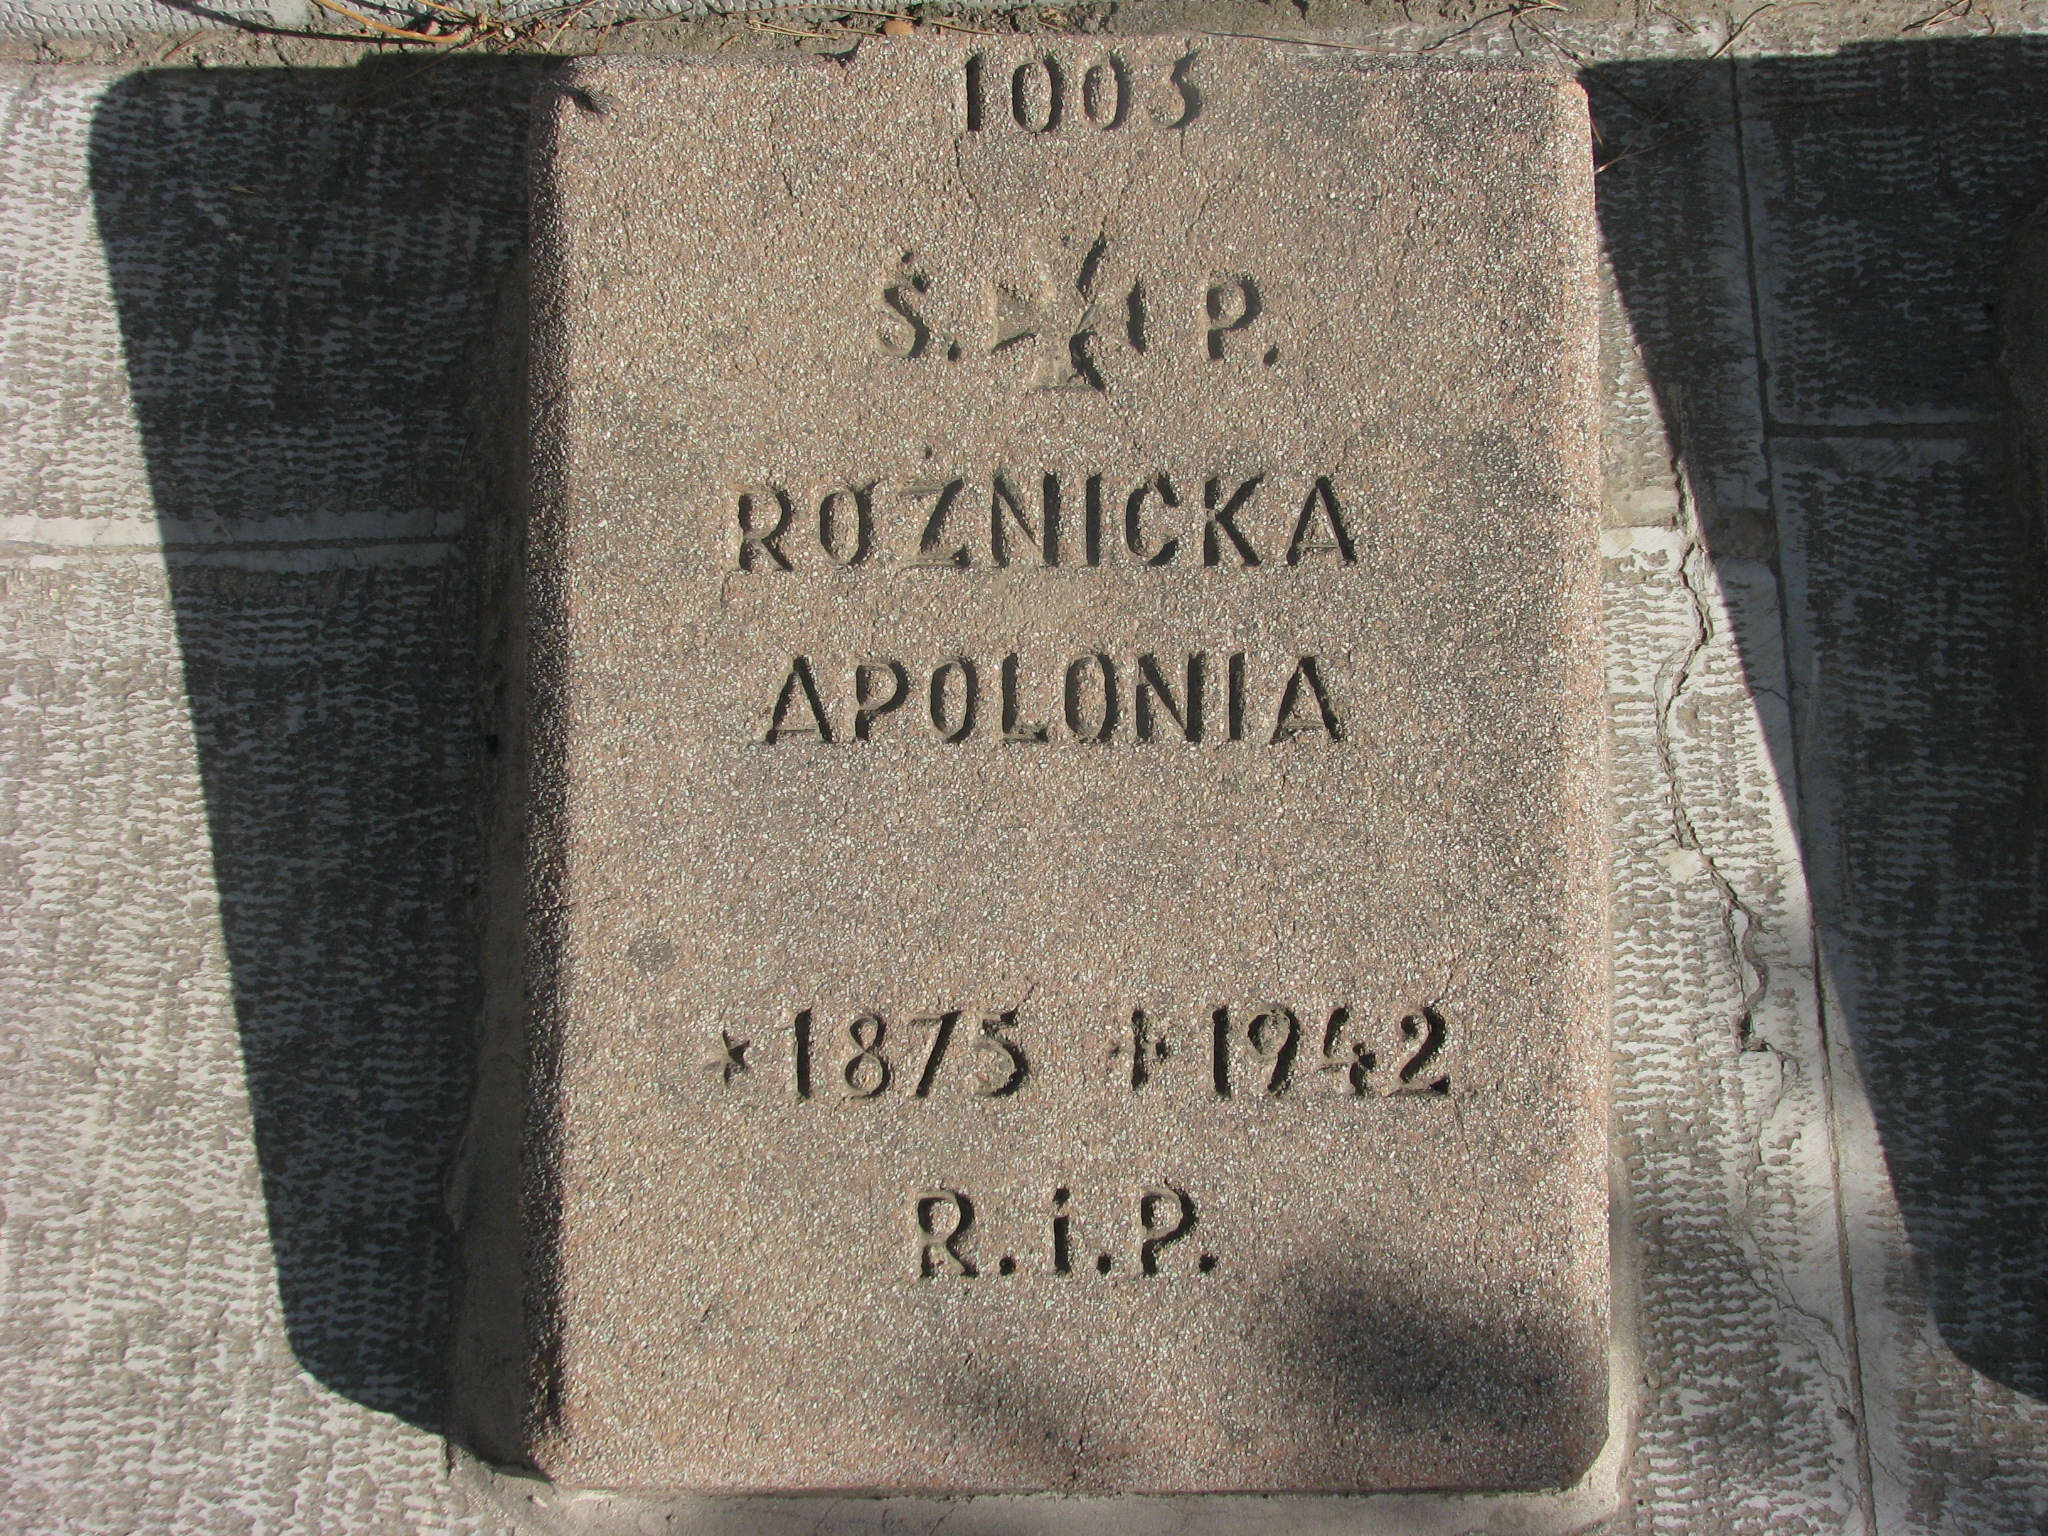 1003
Ś. P.
ROŻNICKA
APOLONIA
* 1875 + 1942
R.i.P.